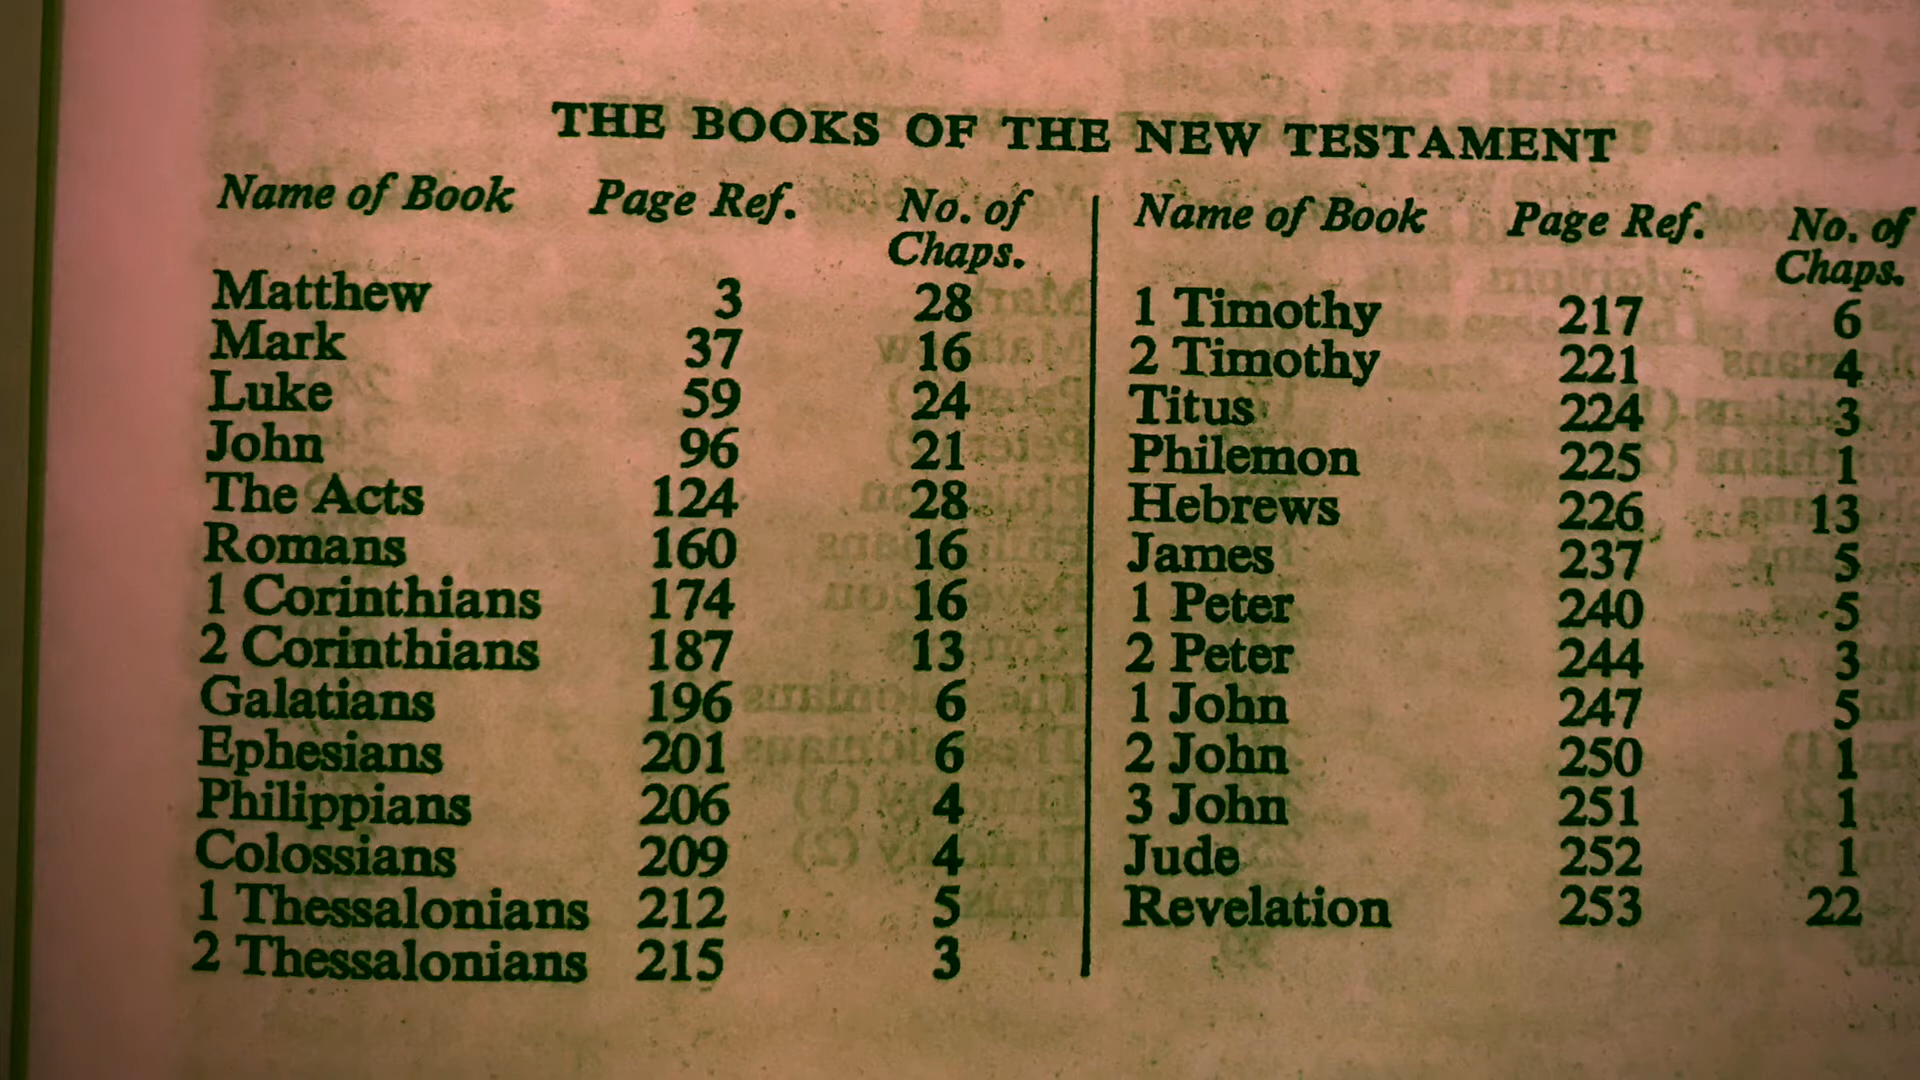 THE BOOKS OF THE NEW TESTAMENT
Name of Book Page Ref. No. of Chaps.
Matthew 3 28
Mark 37 16
Luke 59 24
John 96 21
The Acts 124 28
Romans 160 16
1 Corinthians 174 16
2 Corinthians 187 13
Galatians 196 6
Ephesians 201 6
Philippians 206 4
Colossians 209 4
1 Thessalonians 212 5
2 Thessalonians 215 3
Name of Book Page Ref. No. of Chaps.
1 Timothy 217 6
2 Timothy 221 4
Titus 224 3
Philemon 225 1
Hebrews 226 13
James 237 5
1 Peter 240 5
2 Peter 244 3
1 John 247 5
2 John 250 1
3 John 251 1
Jude 252 1
Revelation 253 22